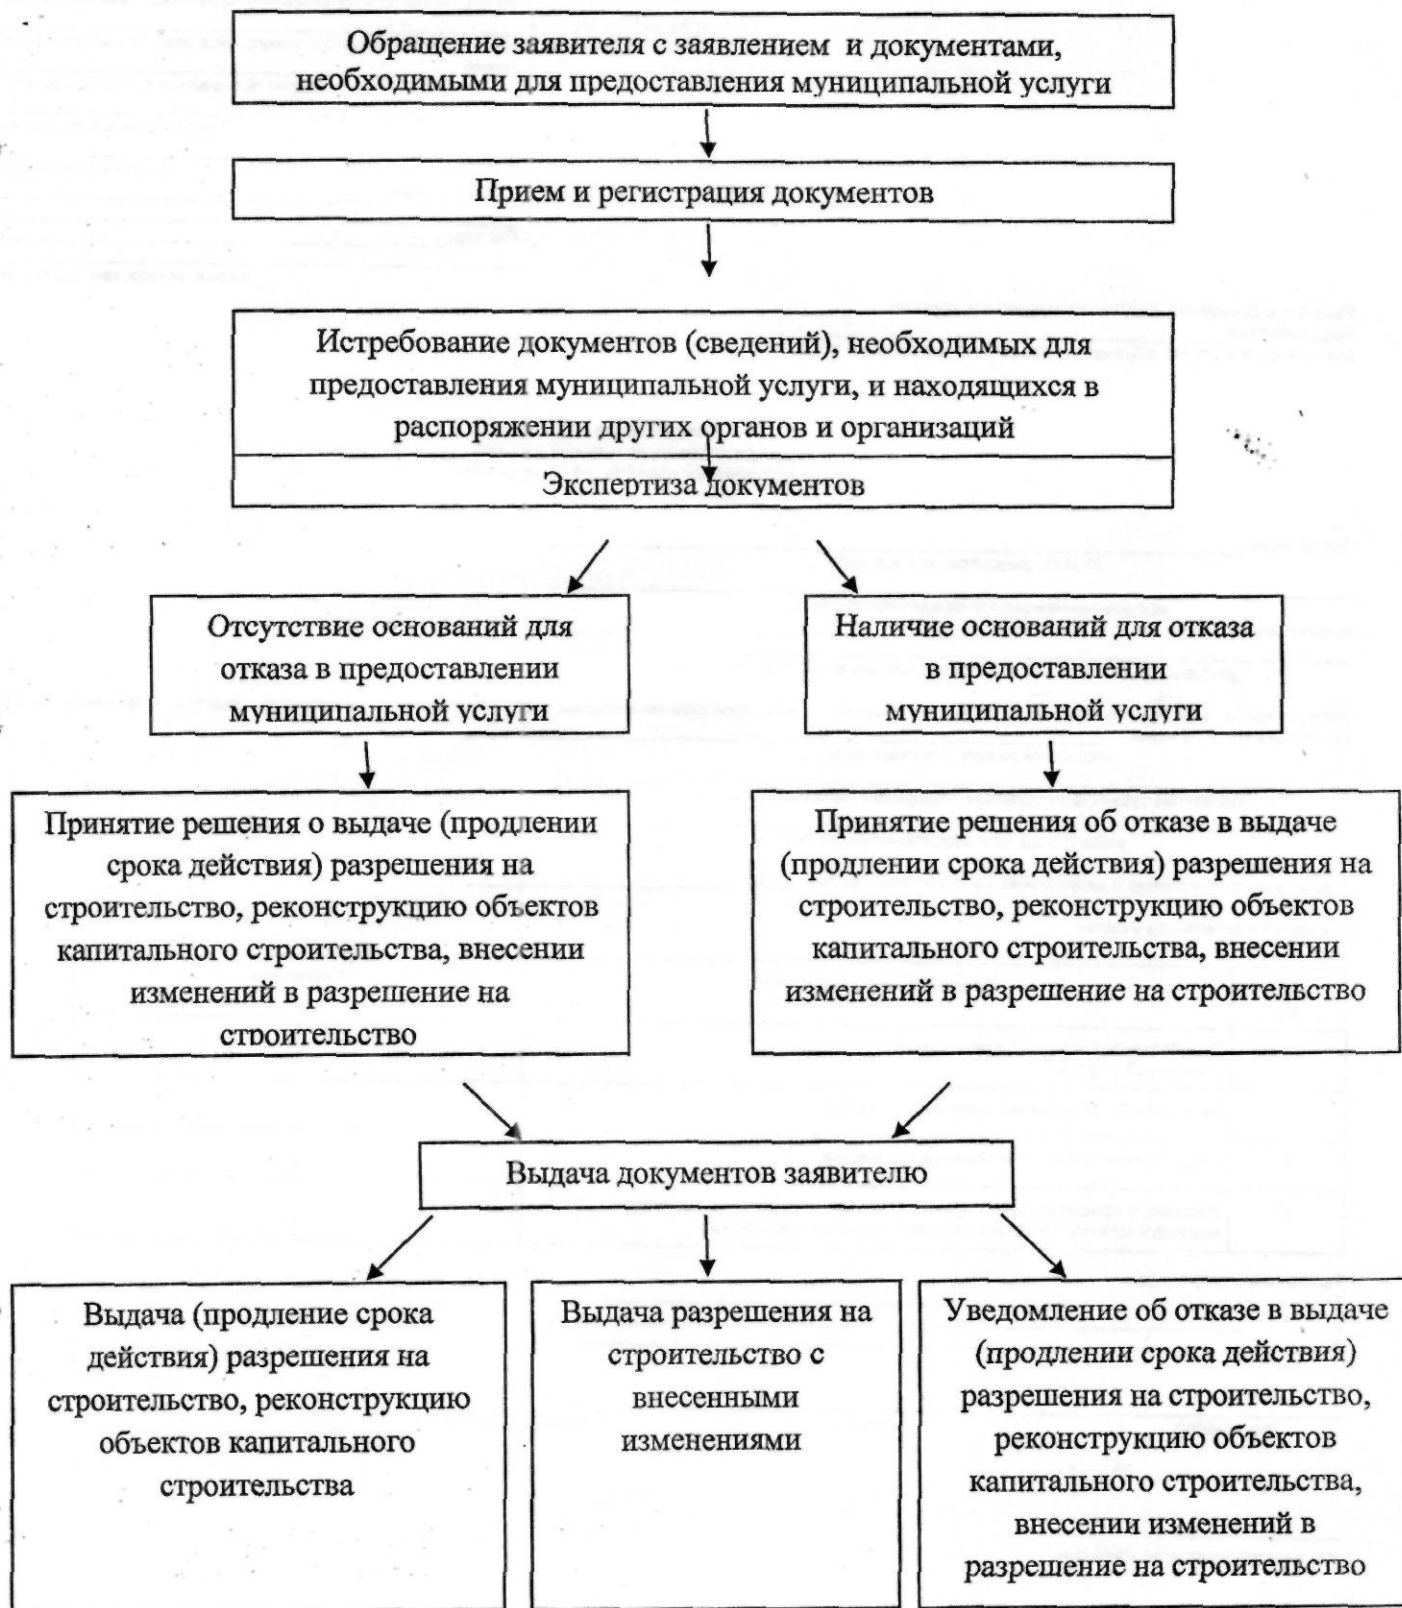 Обращение заявителя с заявлением и документами,
необходимыми для предоставления муниципальной услуги
Прием и регистрация документов
Истребование документов (сведений), необходимых для
предоставления муниципальной услуги, и находящихся в
распоряжении других органов и организаций
Экспертиза документов
Отсутствие оснований для
отказа в предоставлении
муниципальной услуги
Наличие оснований для отказа
в предоставлении
муниципальной услуги
Принятие решения о выдаче (продлении
срока действия) разрешения на
строительство, реконструкцию объектов
капитального строительства, внесении
изменений в разрешение на
строительство
Принятие решения об отказе в выдаче
(продлении срока действия) разрешения на
строительство, реконструкцию объектов
капитального строительства, внесении
изменений в разрешение на строительство
Выдача документов заявителю
Выдача (продление срока
действия) разрешения на
строительство, реконструкцию
объектов капитального
строительства
Выдача разрешения на
строительство с
внесенными
изменениями
Уведомление об отказе в выдаче
(продлении срока действия)
разрешения на строительство,
реконструкцию объектов
капитального строительства,
внесении изменений в
разрешение на строительство